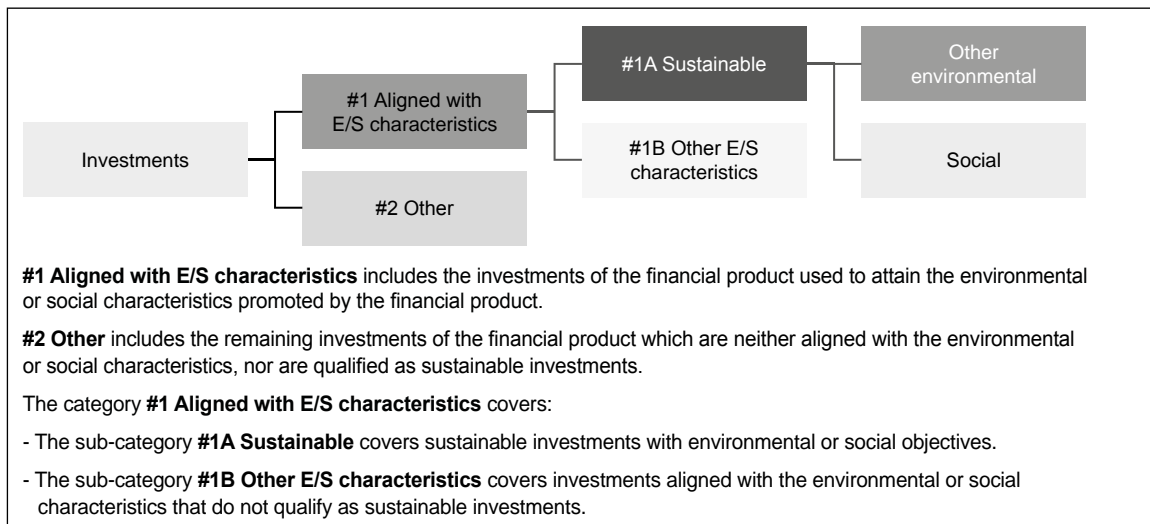 #1A Sustainable
Other
environmental
#1 Aligned with
E/S characteristics
Investments
#1B Other E/S
characteristics
Social
#2 Other
#1 Aligned with E/S characteristics includes the investments of the financial product used to attain the environmental
or social characteristics promoted by the financial product.
#2 Other includes the remaining investments of the financial product which are neither aligned with the environmental
or social characteristics, nor are qualified as sustainable investments.
The category #1 Aligned with E/S characteristics covers:
- The sub-category #1A Sustainable covers sustainable investments with environmental or social objectives.
- The sub-category #1B Other E/S characteristics covers investments aligned with the environmental or social
characteristics that do not qualify as sustainable investments.